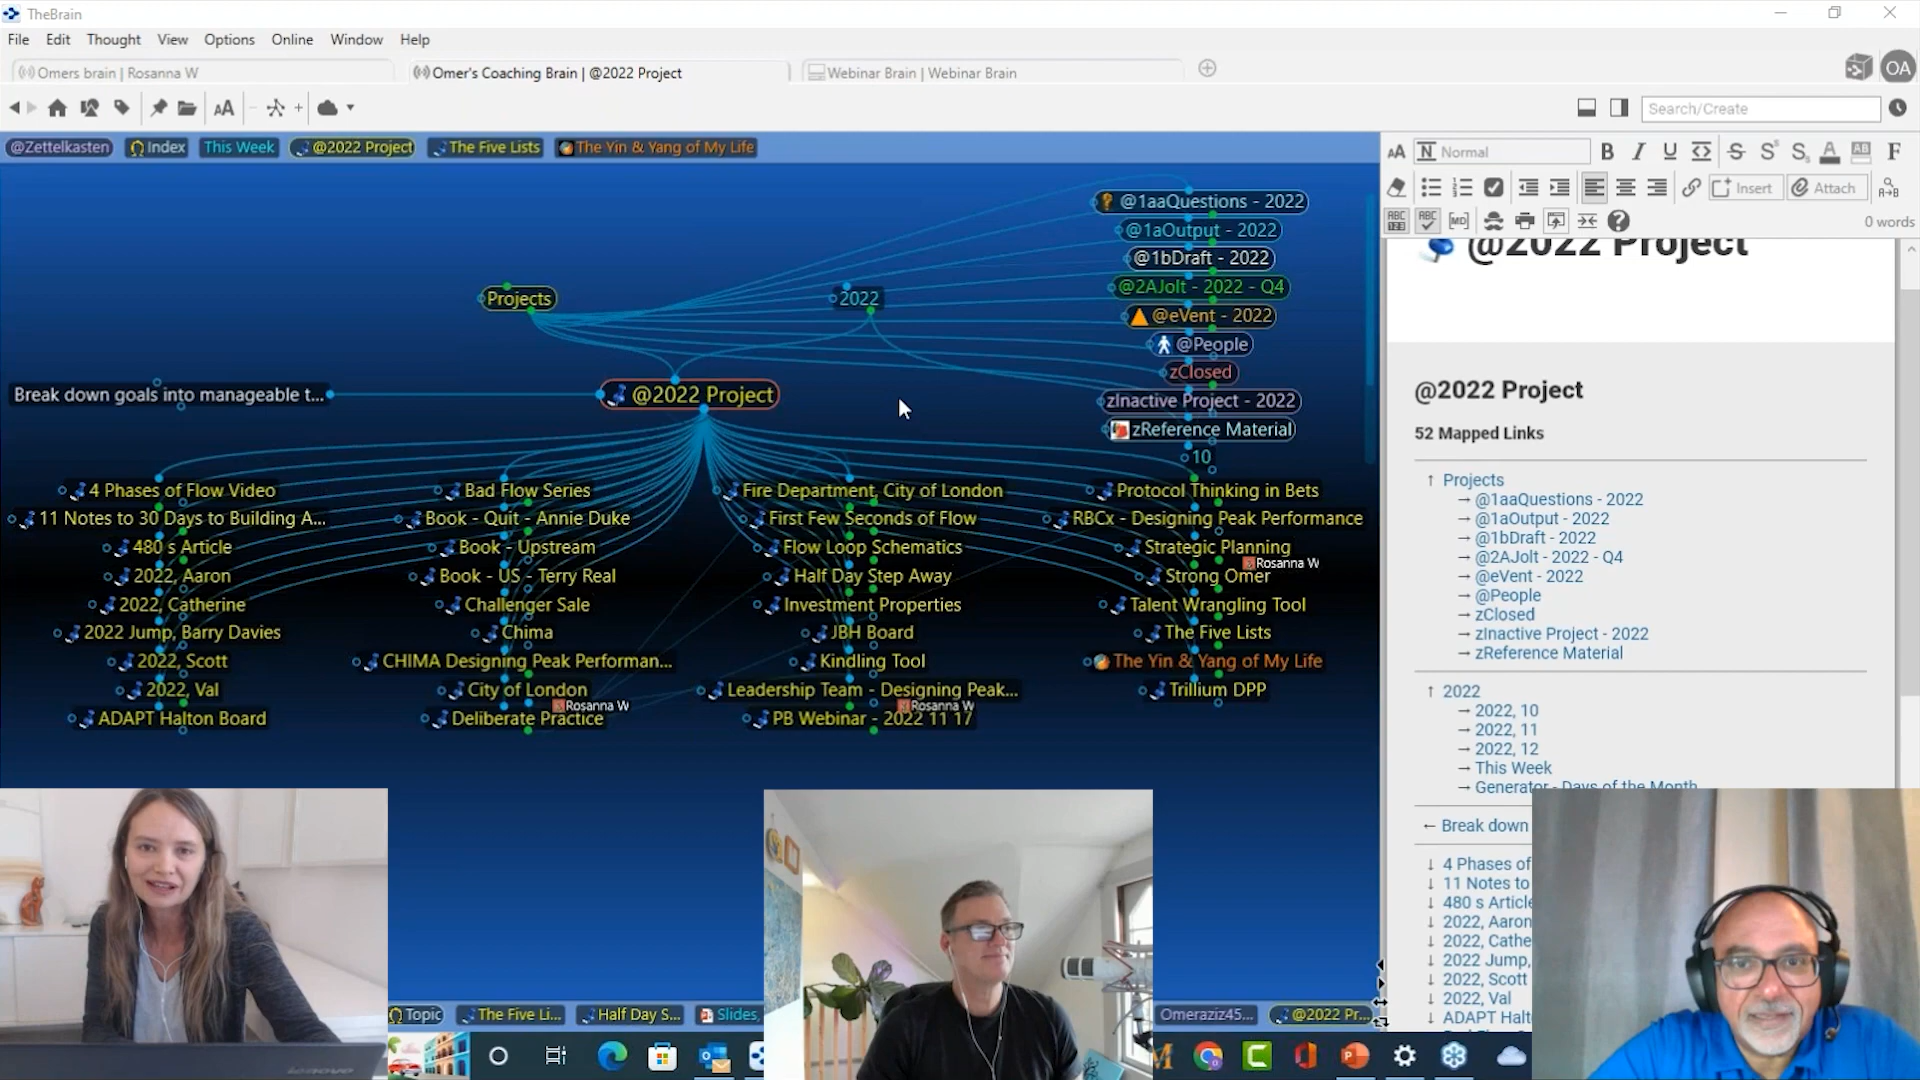 TheBrain
File Edit Thought View Options Online Window Help
Omers brain | Rosanna W
Omer's Coaching Brain | @2022 Project
Webinar Brain | Webinar Brain
OA
Search/Create
@Zettelkasten
Index
This Week
@2022 Project
The Five Lists
The Yin & Yang of My Life
Projects
2022
@1aaQuestions - 2022
@1aOutput - 2022
@1bDraft - 2022
@2AJolt - 2022 - Q4
@eVent - 2022
@People
zClosed
zInactive Project - 2022
zReference Material
10
Break down goals into manageable t...
@2022 Project
4 Phases of Flow Video
11 Notes to 30 Days to Building A...
480 s Article
2022, Aaron
2022, Catherine
2022 Jump, Barry Davies
2022, Scott
2022, Val
ADAPT Halton Board
Bad Flow Series
Book - Quit - Annie Duke
Book - Upstream
Book - US - Terry Real
Challenger Sale
Chima
CHIMA Designing Peak Performan...
City of London
Rosanna W
Deliberate Practice
Fire Department, City of London
First Few Seconds of Flow
Flow Loop Schematics
Half Day Step Away
Investment Properties
JBH Board
Kindling Tool
Leadership Team - Designing Peak...
Rosanna W
PB Webinar - 2022 11 17
Protocol Thinking in Bets
RBCx - Designing Peak Performance
Strategic Planning
Rosanna W
Strong Omer
Talent Wrangling Tool
The Five Lists
The Yin & Yang of My Life
Trillium DPP
Topic
The Five Li...
Half Day S...
Slides,
Omeraziz45...
@2022 Pr...
Normal
Insert
Attach
0 words
@2022 Project
@2022 Project
52 Mapped Links
↑ Projects
→ @1aaQuestions - 2022
→ @1aOutput - 2022
→ @1bDraft - 2022
→ @2AJolt - 2022 - Q4
→ @eVent - 2022
→ @People
→ zClosed
→ zInactive Project - 2022
→ zReference Material
↑ 2022
→ 2022, 10
→ 2022, 11
→ 2022, 12
→ This Week
→ Generator - Days of the Month
← Break down
↓ 4 Phases of
↓ 11 Notes to
↓ 480 s Article
↓ 2022, Aaron
↓ 2022, Cathe
↓ 2022 Jump,
↓ 2022, Scott
↓ 2022, Val
↓ ADAPT Halt